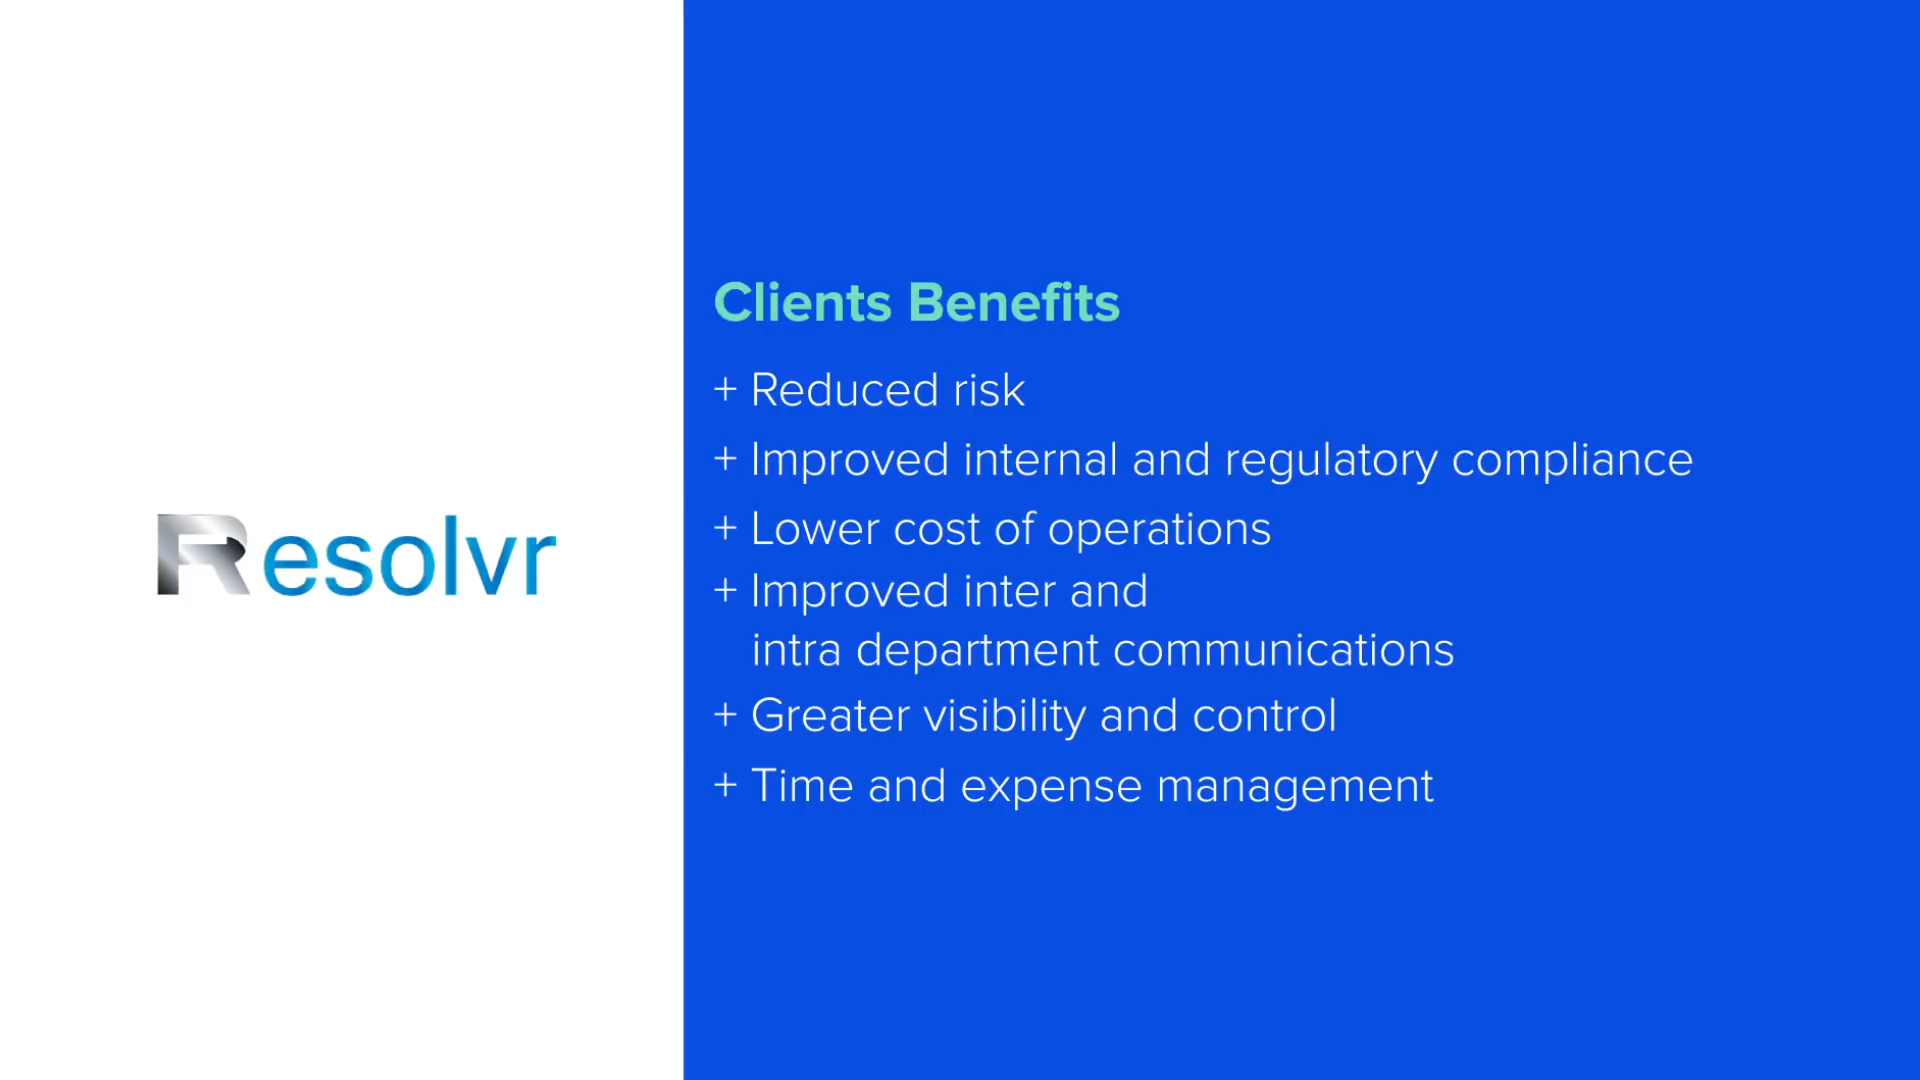 Resolvr
Clients Benefits
+ Reduced risk
+ Improved internal and regulatory compliance
+ Lower cost of operations
+ Improved inter and
intra department communications
+ Greater visibility and control
+ Time and expense management